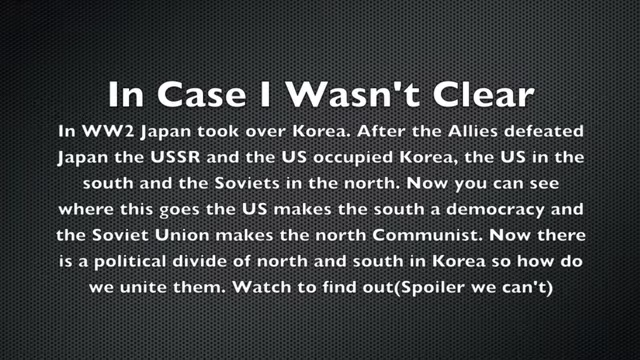 In Case I Wasn't Clear
In WW2 Japan took over Korea. After the Allies defeated
Japan the USSR and the US occupied Korea, the US in the
south and the Soviets in the north. Now you can see
where this goes the US makes the south a democracy and
the Soviet Union makes the north Communist. Now there
is a political divide of north and south in Korea so how do
we unite them. Watch to find out(Spoiler we can't)